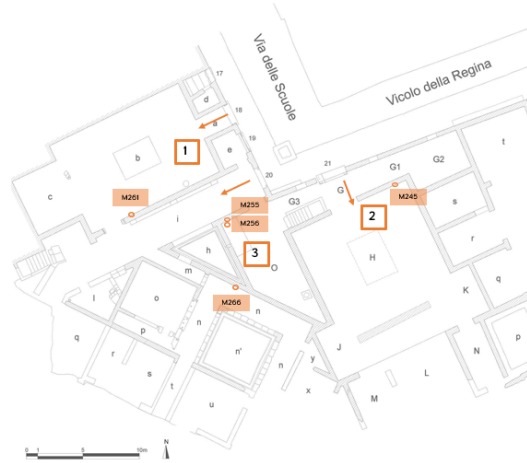 Via delle Scuole
Vicolo della Regina
17
d
18
a
1
19
e
b
c
20
21
G1
G2
t
M261
i
M255
M256
G3
G
2
M245
s
h
3
O
H
r
m
M266
l
o
n
n
K
q
q
p
n'
n
y
J
N
p
r
s
t
u
x
M
L
0 1 5 10m
N